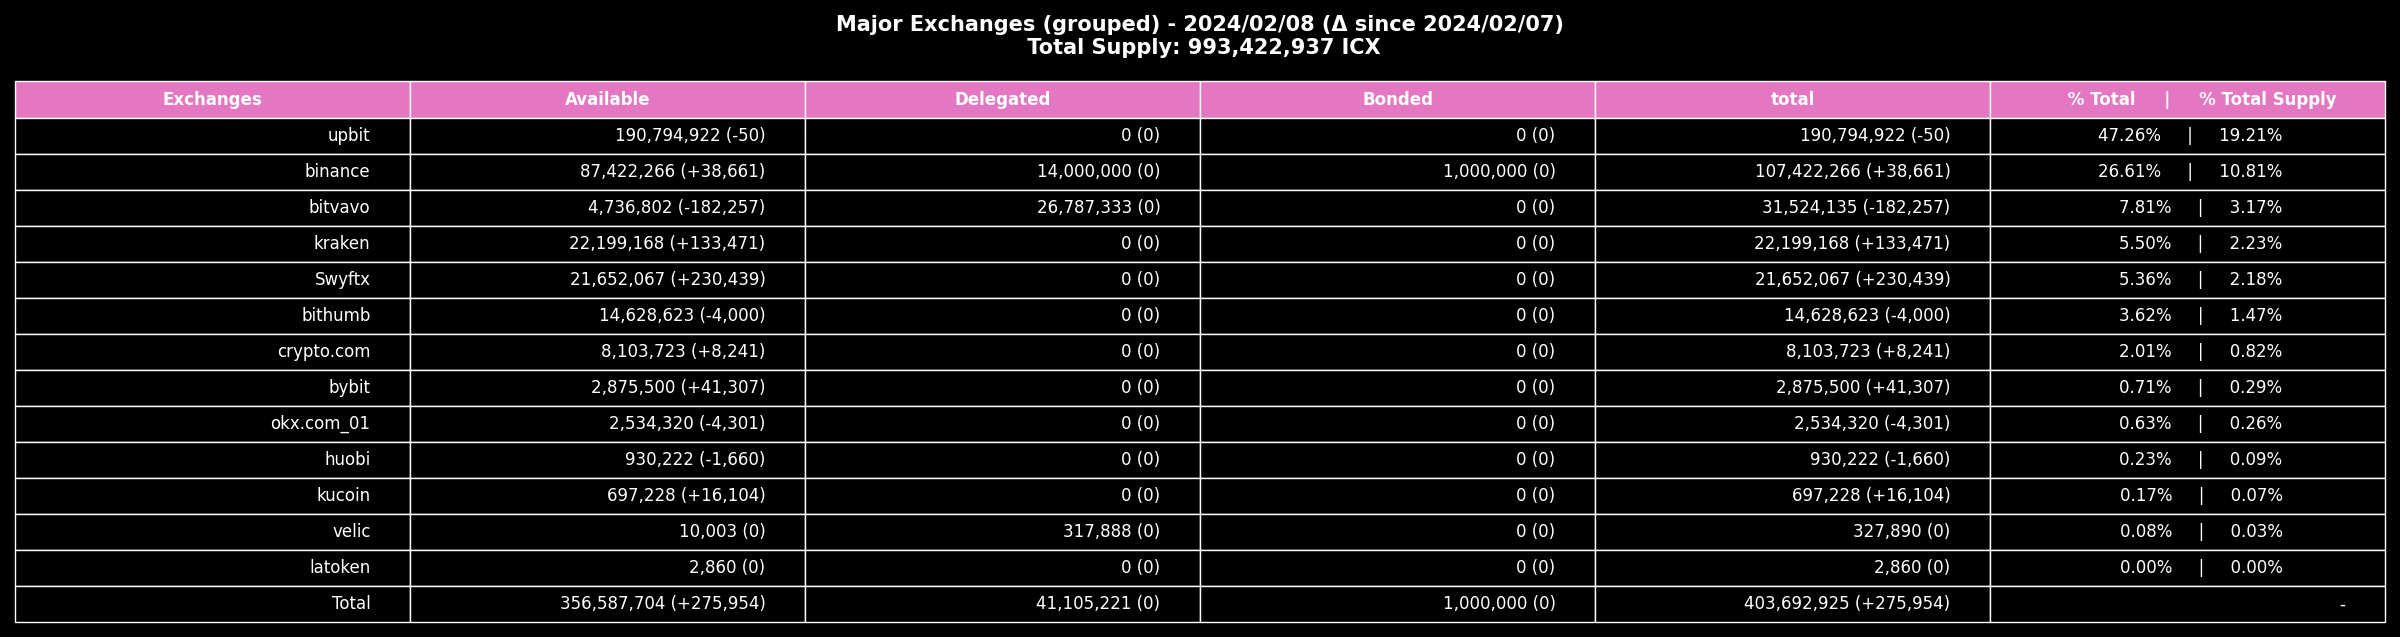 Major Exchanges (grouped) - 2024/02/08 (Δ since 2024/02/07)
Total Supply: 993,422,937 ICX
Exchanges Available Delegated Bonded total % Total | % Total Supply
upbit 190,794,922 (-50) 0 (0) 0 (0) 190,794,922 (-50) 47.26% | 19.21%
binance 87,422,266 (+38,661) 14,000,000 (0) 1,000,000 (0) 107,422,266 (+38,661) 26.61% | 10.81%
bitvavo 4,736,802 (-182,257) 26,787,333 (0) 0 (0) 31,524,135 (-182,257) 7.81% | 3.17%
kraken 22,199,168 (+133,471) 0 (0) 0 (0) 22,199,168 (+133,471) 5.50% | 2.23%
Swyftx 21,652,067 (+230,439) 0 (0) 0 (0) 21,652,067 (+230,439) 5.36% | 2.18%
bithumb 14,628,623 (-4,000) 0 (0) 0 (0) 14,628,623 (-4,000) 3.62% | 1.47%
crypto.com 8,103,723 (+8,241) 0 (0) 0 (0) 8,103,723 (+8,241) 2.01% | 0.82%
bybit 2,875,500 (+41,307) 0 (0) 0 (0) 2,875,500 (+41,307) 0.71% | 0.29%
okx.com_01 2,534,320 (-4,301) 0 (0) 0 (0) 2,534,320 (-4,301) 0.63% | 0.26%
huobi 930,222 (-1,660) 0 (0) 0 (0) 930,222 (-1,660) 0.23% | 0.09%
kucoin 697,228 (+16,104) 0 (0) 0 (0) 697,228 (+16,104) 0.17% | 0.07%
velic 10,003 (0) 317,888 (0) 0 (0) 327,890 (0) 0.08% | 0.03%
latoken 2,860 (0) 0 (0) 0 (0) 2,860 (0) 0.00% | 0.00%
Total 356,587,704 (+275,954) 41,105,221 (0) 1,000,000 (0) 403,692,925 (+275,954) -